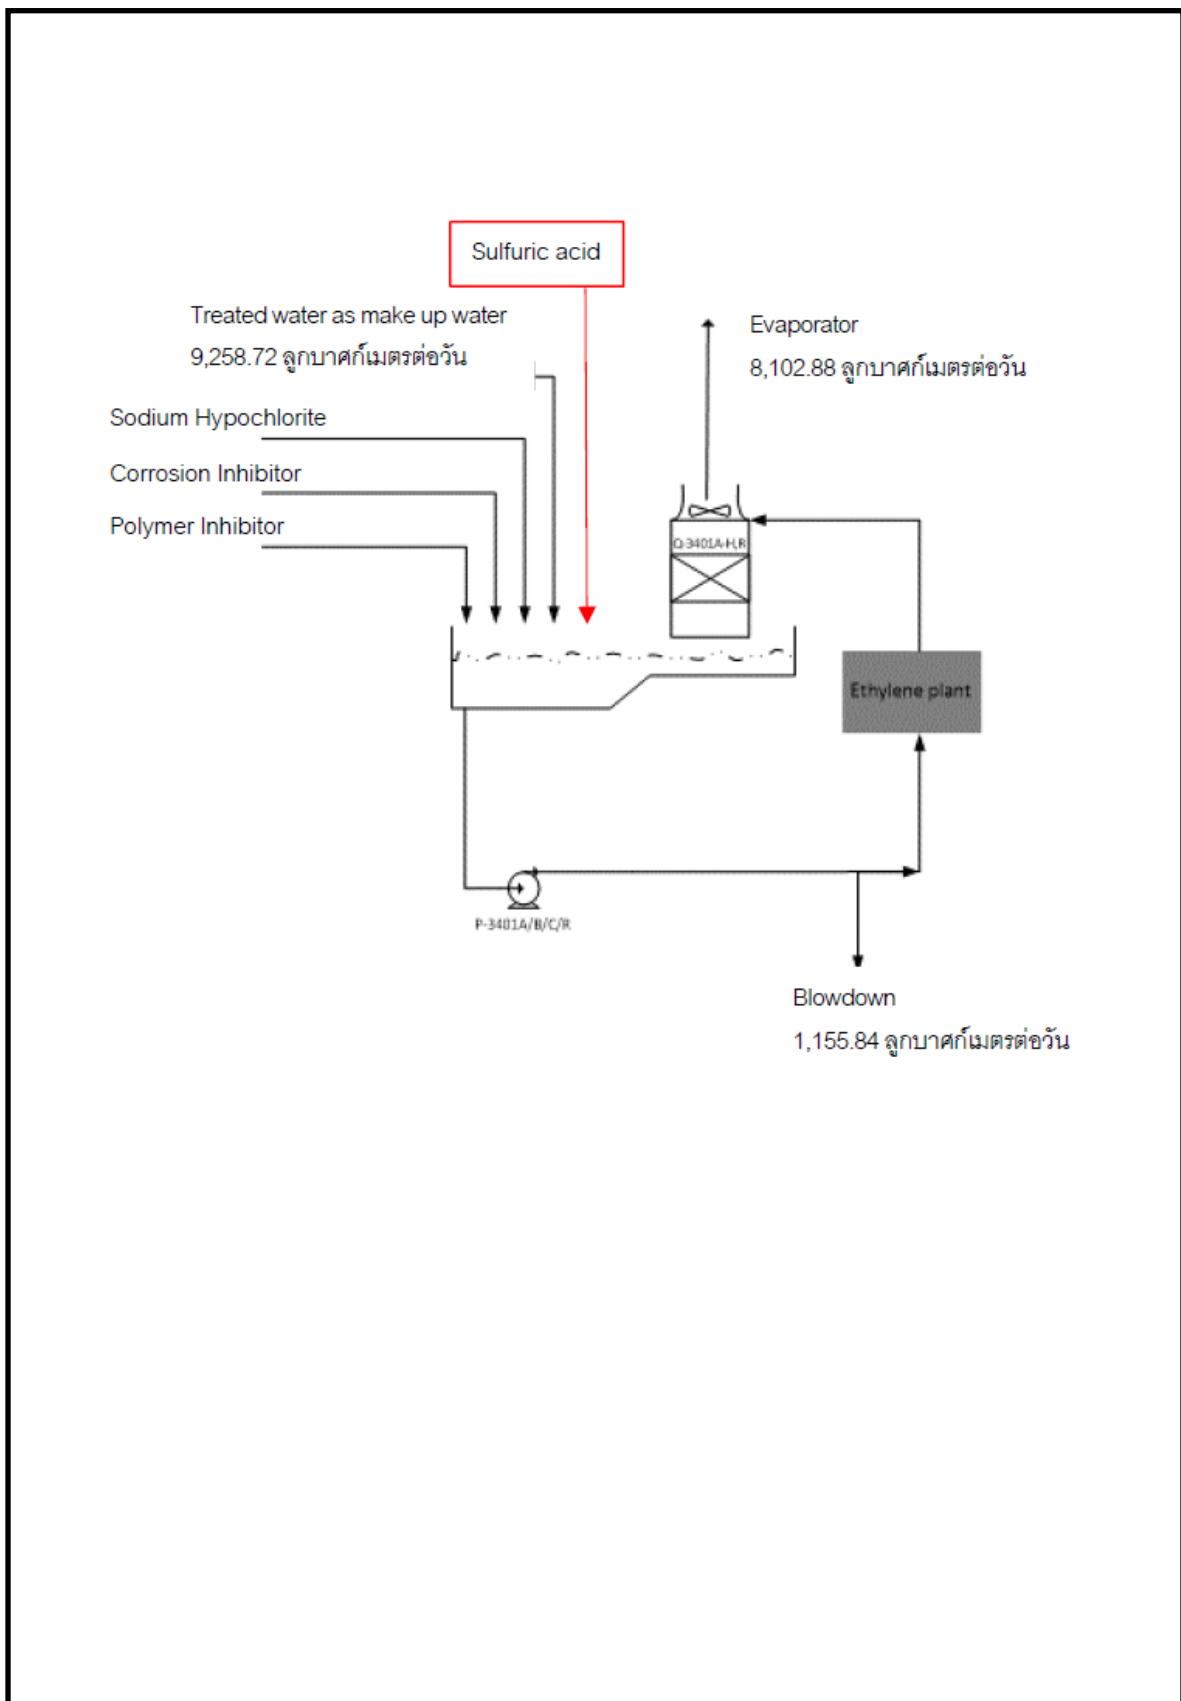 Sulfuric acid
Treated water as make up water
9,258.72 ลูกบาศก์เมตรต่อวัน
Evaporator
8,102.88 ลูกบาศก์เมตรต่อวัน
Sodium Hypochlorite
Corrosion Inhibitor
Polymer Inhibitor
Q-3401A-H,R
Ethylene plant
P-3401A/B/C/R
Blowdown
1,155.84 ลูกบาศก์เมตรต่อวัน